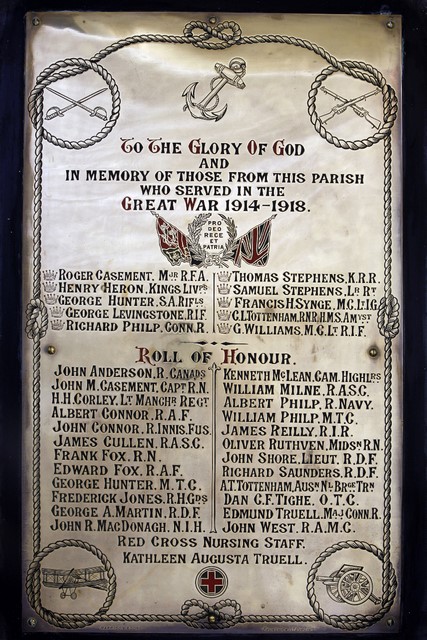 To The Glory Of God
AND
IN MEMORY OF THOSE FROM THIS PARISH
WHO SERVED IN THE
GREAT WAR 1914-1918.
PRO
DEO
REGE
ET
PATRIA
ROGER CASEMENT, MJR R.F.A.
HENRY HERON, KINGS LIVPL
GEORGE HUNTER, S.A.RIFLS
GEORGE LEVINGSTONE, R.I.F.
RICHARD PHILP, CONN.R.
THOMAS STEPHENS, K.R.R.
SAMUEL STEPHENS, LR RT
FRANCIS H SYNGE, M.C, LT I.G.
C.I. TOTTENHAM, R.N.R H.M.S. AMYST
G. WILLIAMS, M.C, LT R.I.F.
ROLL OF HONOUR.
JOHN ANDERSON, R. CANADS
JOHN M. CASEMENT, CAPT R.N.
H.H. CORLEY, LT MANCHR REGT
ALBERT CONNOR, R.A.F.
JOHN CONNOR, R. INNIS. FUS.
JAMES CULLEN, R.A.S.C.
FRANK FOX, R.N.
EDWARD FOX, R.A.F.
GEORGE HUNTER, M.T.C.
FREDERICK JONES, R.H.GDS
GEORGE A. MARTIN, R.D.F.
JOHN R. MACDONAGH, N.I.H.
KENNETH MCLEAN, CAM. HIGHLRS
WILLIAM MILNE, R.A.S.C.
ALBERT PHILP, R. NAVY.
WILLIAM PHILP, M.T.C.
JAMES REILLY, R.I.R.
OLIVER RUTHVEN, MIDSN R.N.
JOHN SHORE, LIEUT, R.D.F.
RICHARD SAUNDERS, R.D.F.
A.T. TOTTENHAM, AUSN NL BRGE TRN
DAN C.F. TIGHE, O.T.C.
EDMUND TRUELL, MAJ CONN.R.
JOHN WEST, R.A.M.C.
RED CROSS NURSING STAFF.
KATHLEEN AUGUSTA TRUELL.